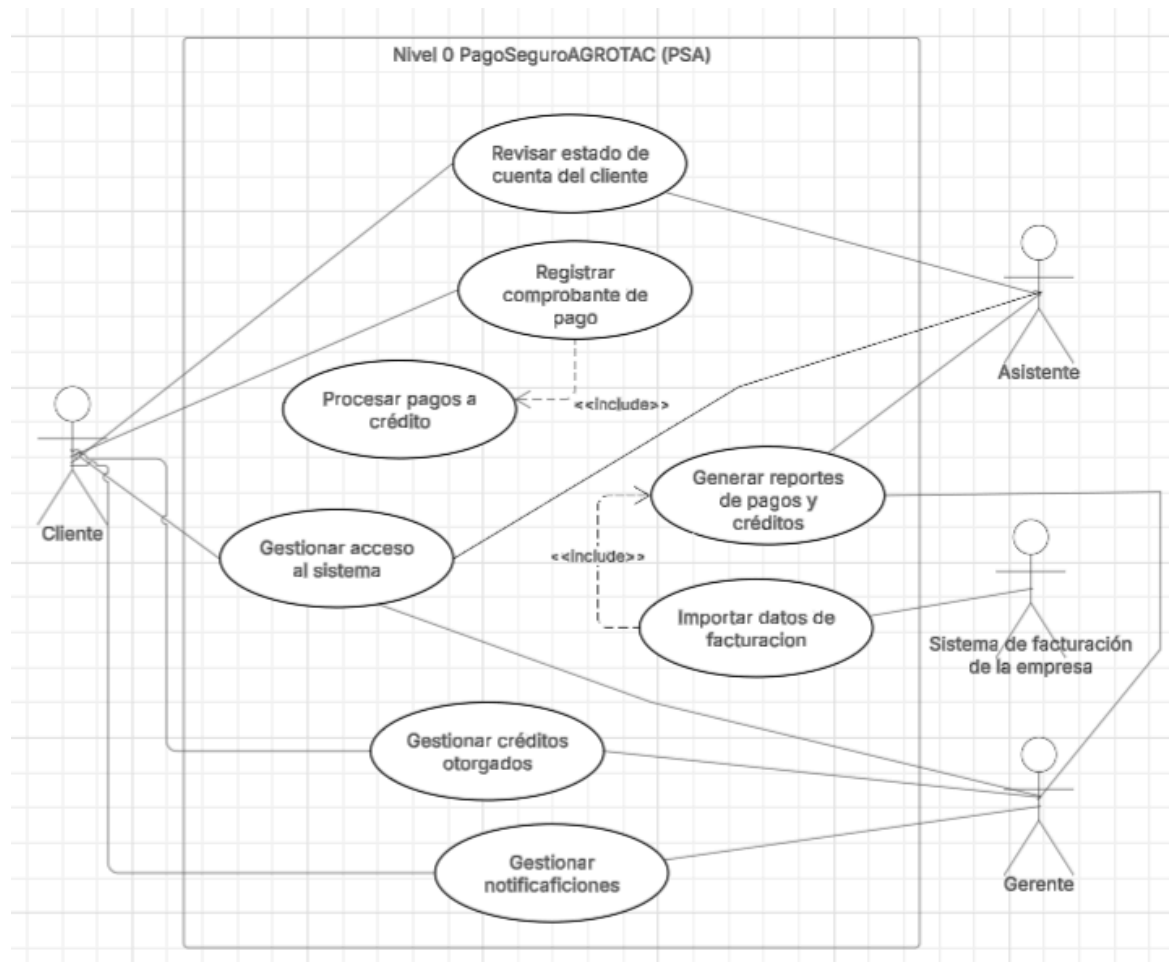 Nivel 0 PagoSeguroAGROTAC (PSA)
Revisar estado de
cuenta del cliente
Registrar
comprobante de
pago
Asistente
Procesar pagos a
crédito
<<include>>
Generar reportes
de pagos y
créditos
Cliente
Gestionar acceso
al sistema
<<include>>
Importar datos de
facturacion
Sistema de facturación
de la empresa
Gestionar créditos
otorgados
Gestionar
notificaficiones
Gerente